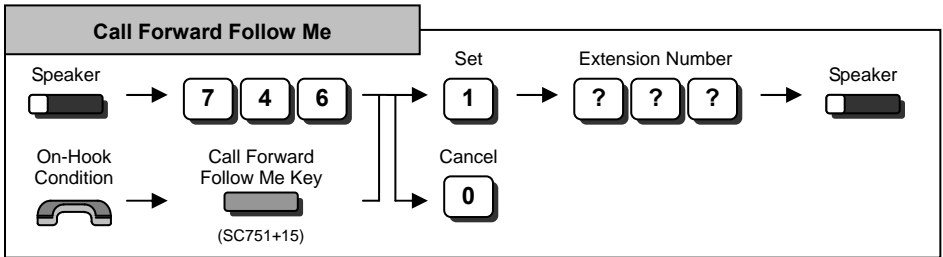 Call Forward Follow Me
Set
Extension Number
Speaker
Speaker
7 4 6
1
? ? ?
On-Hook
Condition
Call Forward
Follow Me Key
Cancel
0
(SC751+15)